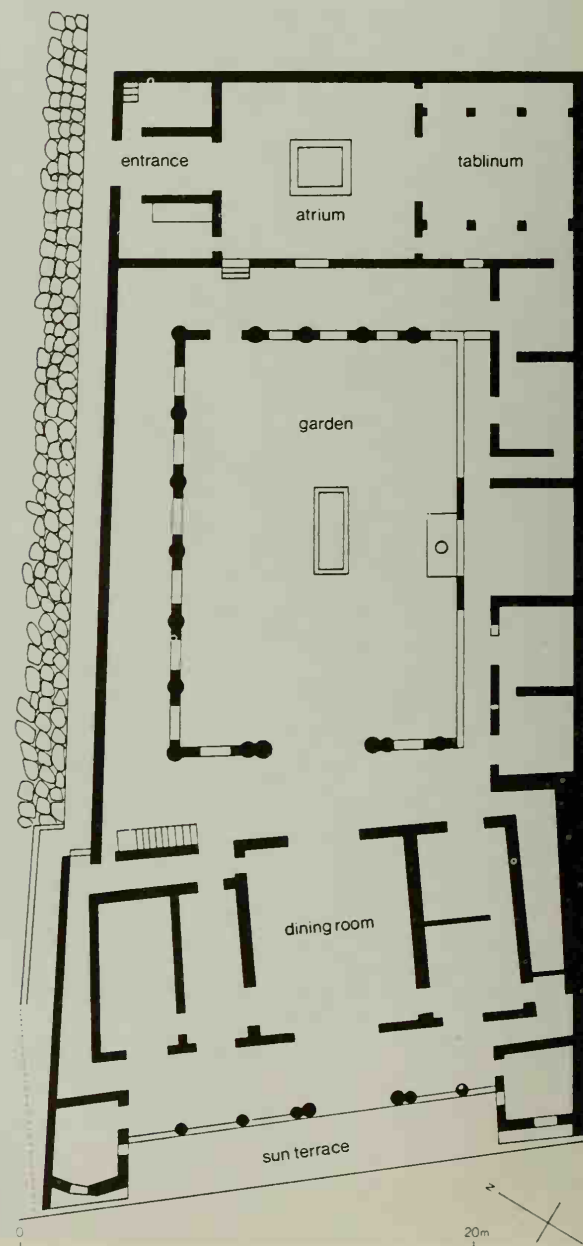 entrance
atrium
tablinum
garden
dining room
sun terrace
N
0
20m